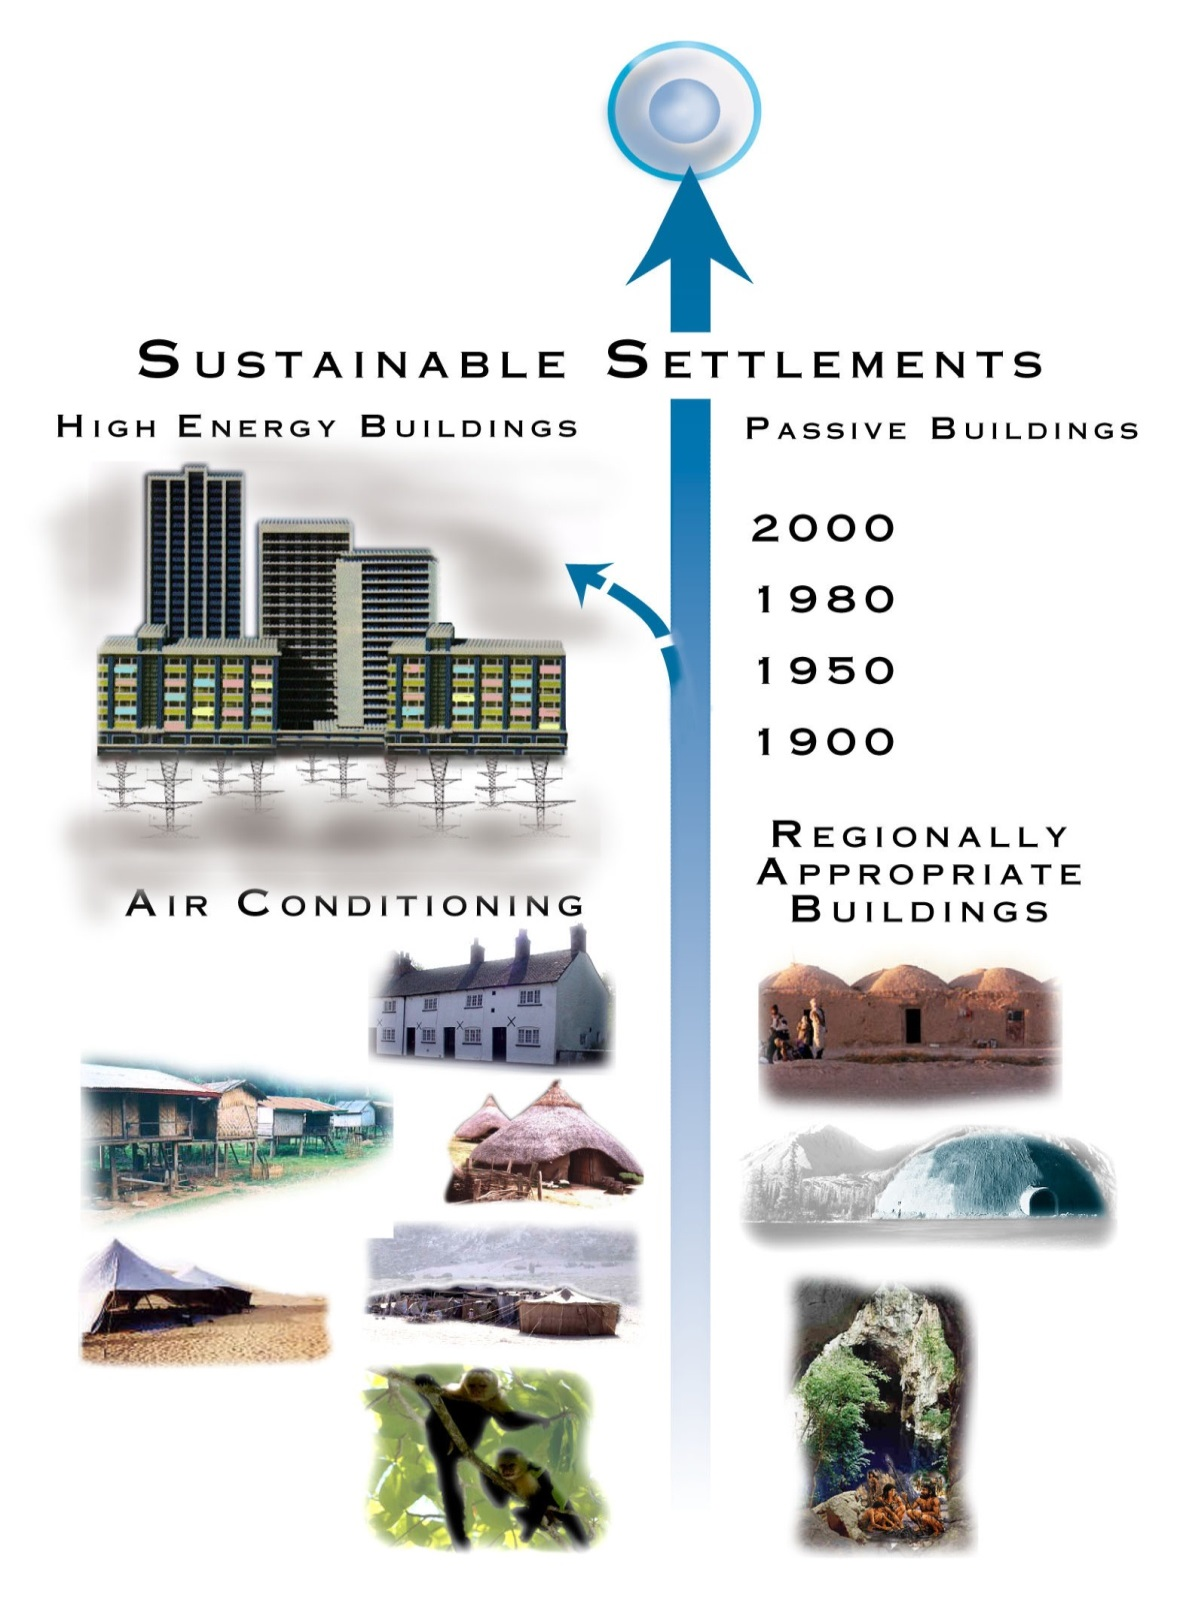 SUSTAINABLE SETTLEMENTS
HIGH ENERGY BUILDINGS
PASSIVE BUILDINGS
2000
1980
1950
1900
REGIONALLY
APPROPRIATE
BUILDINGS
AIR CONDITIONING